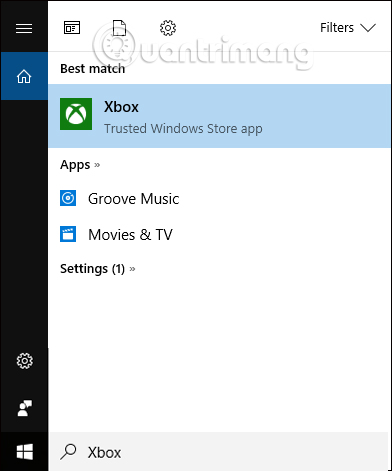 Filters
Quantrimang
Best match
Xbox
Trusted Windows Store app
Apps »
Groove Music
Movies & TV
Settings (1) »
Xbox